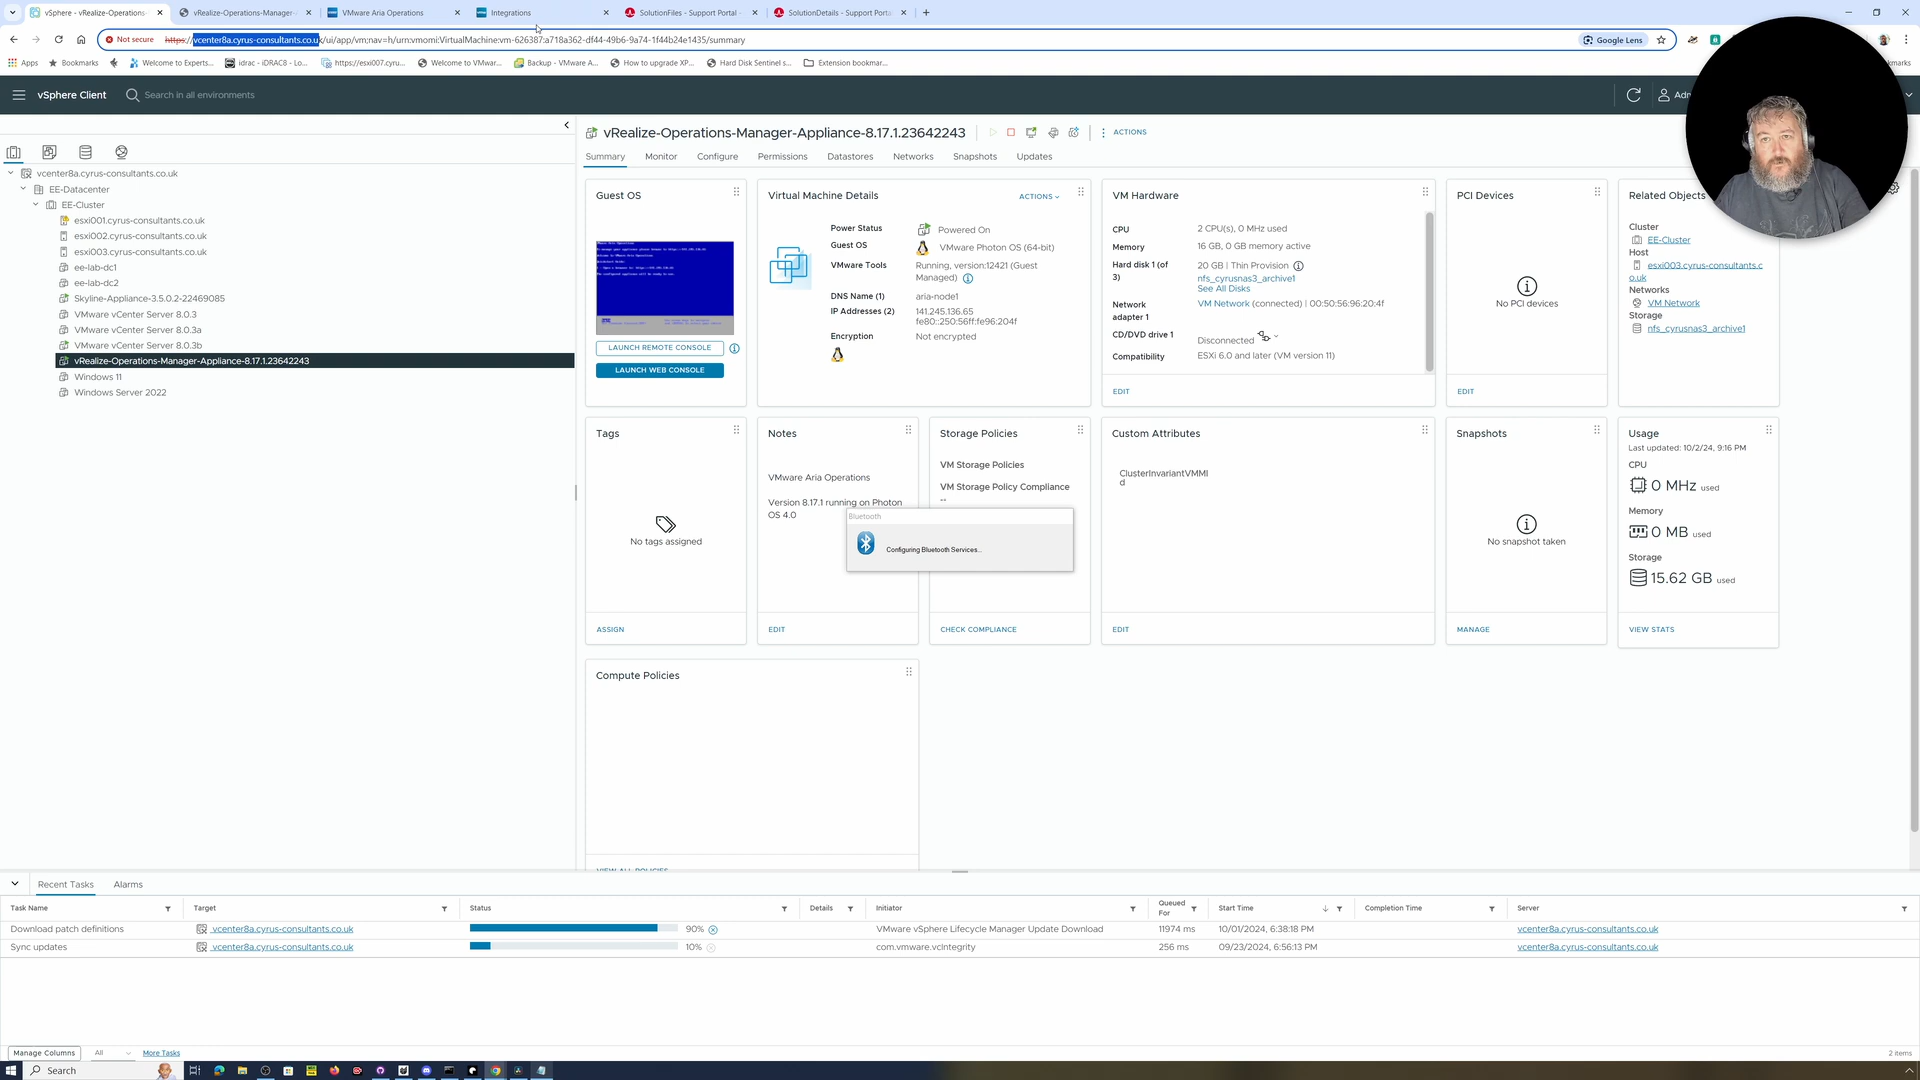 vSphere - vRealize-Operations-
vRealize-Operations-Manager-
VMware Aria Operations
Integrations
SolutionFiles - Support Portal -
SolutionDetails - Support Porta
Not secure
https://vcenter8a.cyrus-consultants.co.uk/ui/app/vm;nav=h/urn:vmomi:VirtualMachine:vm-626387:a718a362-df44-49b6-9a74-1f44b24e1435/summary
Google Lens
Apps
Bookmarks
Welcome to Experts...
idrac - iDRAC8 - Lo...
https://esxi007.cyru...
Welcome to VMwar...
Backup - VMware A...
How to upgrade XP...
Hard Disk Sentinel s...
Extension bookmar...
vSphere Client
Search in all environments
vcenter8a.cyrus-consultants.co.uk
EE-Datacenter
EE-Cluster
esxi001.cyrus-consultants.co.uk
esxi002.cyrus-consultants.co.uk
esxi003.cyrus-consultants.co.uk
ee-lab-dc1
ee-lab-dc2
Skyline-Appliance-3.5.0.2-22469085
VMware vCenter Server 8.0.3
VMware vCenter Server 8.0.3a
VMware vCenter Server 8.0.3b
vRealize-Operations-Manager-Appliance-8.17.1.23642243
Windows 11
Windows Server 2022
vRealize-Operations-Manager-Appliance-8.17.1.23642243
ACTIONS
Summary
Monitor
Configure
Permissions
Datastores
Networks
Snapshots
Updates
Guest OS
LAUNCH REMOTE CONSOLE
LAUNCH WEB CONSOLE
Virtual Machine Details
ACTIONS
Power Status
Powered On
Guest OS
VMware Photon OS (64-bit)
VMware Tools
Running, version:12421 (Guest
Managed)
DNS Name (1)
aria-node1
IP Addresses (2)
141.245.136.65
fe80::250:56ff:fe96:204f
Encryption
Not encrypted
VM Hardware
CPU
2 CPU(s), 0 MHz used
Memory
16 GB, 0 GB memory active
Hard disk 1 (of
3)
20 GB | Thin Provision
nfs_cyrusnas3_archive1
See All Disks
Network
adapter 1
VM Network (connected) | 00:50:56:96:20:4f
CD/DVD drive 1
Disconnected
Compatibility
ESXi 6.0 and later (VM version 11)
EDIT
PCI Devices
No PCI devices
EDIT
Related Objects
Cluster
EE-Cluster
Host
esxi003.cyrus-consultants.c
o.uk
Networks
VM Network
Storage
nfs_cyrusnas3_archive1
Tags
No tags assigned
ASSIGN
Notes
VMware Aria Operations
Version 8.17.1 running on Photon
OS 4.0
EDIT
Storage Policies
VM Storage Policies
VM Storage Policy Compliance
--
CHECK COMPLIANCE
Bluetooth
Configuring Bluetooth Services...
Custom Attributes
ClusterInvariantVMMI
d
EDIT
Snapshots
No snapshot taken
MANAGE
Usage
Last updated: 10/2/24, 9:16 PM
CPU
0 MHz used
Memory
0 MB used
Storage
15.62 GB used
VIEW STATS
Compute Policies
VIEW ALL POLICIES
Recent Tasks
Alarms
Task Name
Target
Status
Details
Initiator
Queued
For
Start Time
Completion Time
Server
Download patch definitions
vcenter8a.cyrus-consultants.co.uk
90%
VMware vSphere Lifecycle Manager Update Download
11974 ms
10/01/2024, 6:38:18 PM
vcenter8a.cyrus-consultants.co.uk
Sync updates
vcenter8a.cyrus-consultants.co.uk
10%
com.vmware.vcIntegrity
256 ms
09/23/2024, 6:56:13 PM
vcenter8a.cyrus-consultants.co.uk
Manage Columns
All
More Tasks
2 items
Search